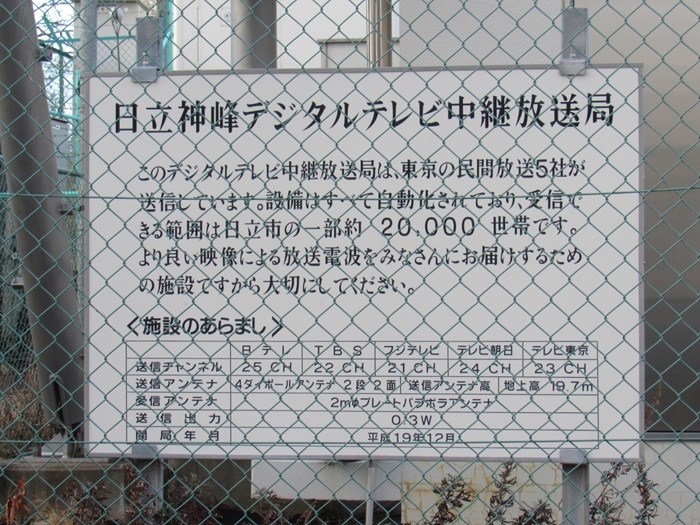 日立神峰デジタルテレビ中継放送局
このデジタルテレビ中継放送局は、東京の民間放送5社が
送信しています。設備はすべて自動化されており、受信で
きる範囲は日立市の一部約 20,000 世帯です。
より良い映像による放送電波をみなさんにお届けするため
の施設ですから大切にしてください。
〈施設のあらまし〉
日テレ TBS フジテレビ テレビ朝日 テレビ東京
送信チャンネル 25 CH 22 CH 21 CH 24 CH 23 CH
送信アンテナ 4ダイポールアンテナ 2段2面 送信アンテナ高 地上高 19.7m
受信アンテナ 2mφプレートパラボラアンテナ
送信出力 0.3W
開局年月 平成19年12月